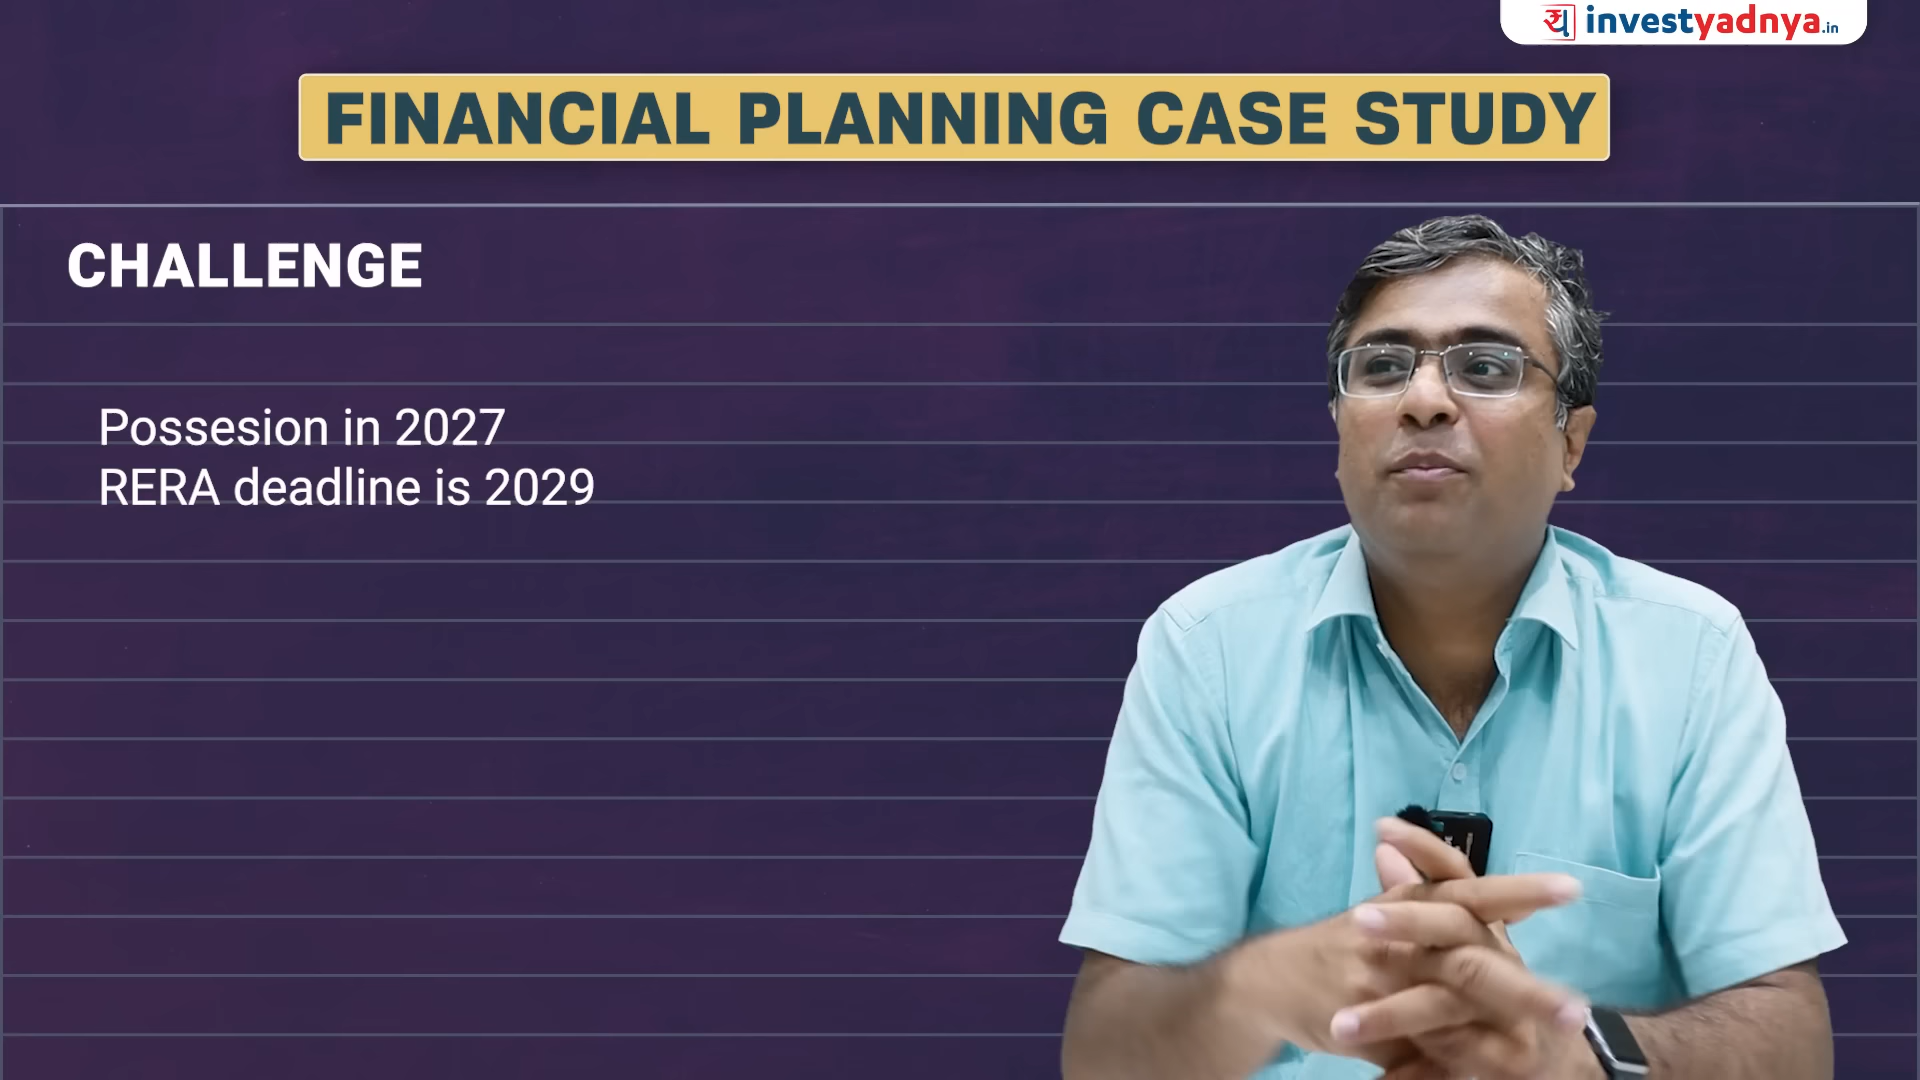 investyadnya.in
FINANCIAL PLANNING CASE STUDY
CHALLENGE
Possesion in 2027
RERA deadline is 2029